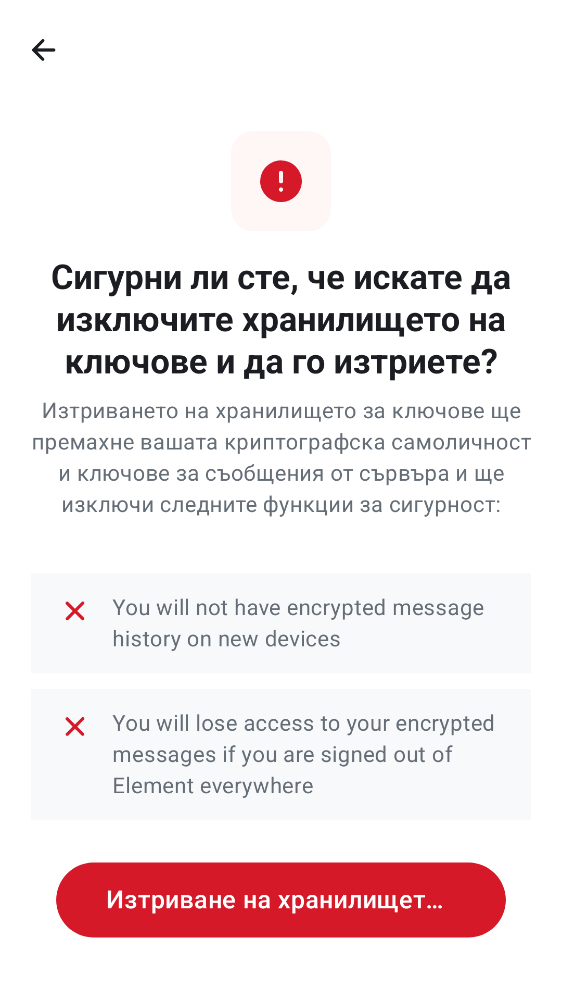 Сигурни ли сте, че искате да
изключите хранилището на
ключове и да го изтриете?
Изтриването на хранилището за ключове ще
премахне вашата криптографска самоличност
и ключове за съобщения от сървъра и ще
изключи следните функции за сигурност:
You will not have encrypted message
history on new devices
You will lose access to your encrypted
messages if you are signed out of
Element everywhere
Изтриване на хранилищет…